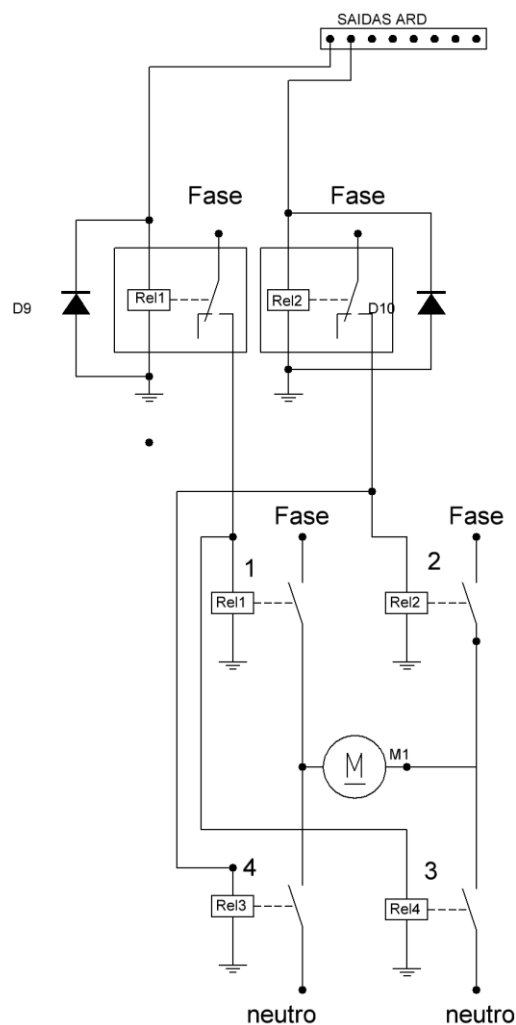 SAIDAS ARD
Fase
Fase
D9
Rel1
Rel2
D10
Fase
Fase
1
2
Rel1
Rel2
M
M1
4
3
Rel3
Rel4
neutro
neutro